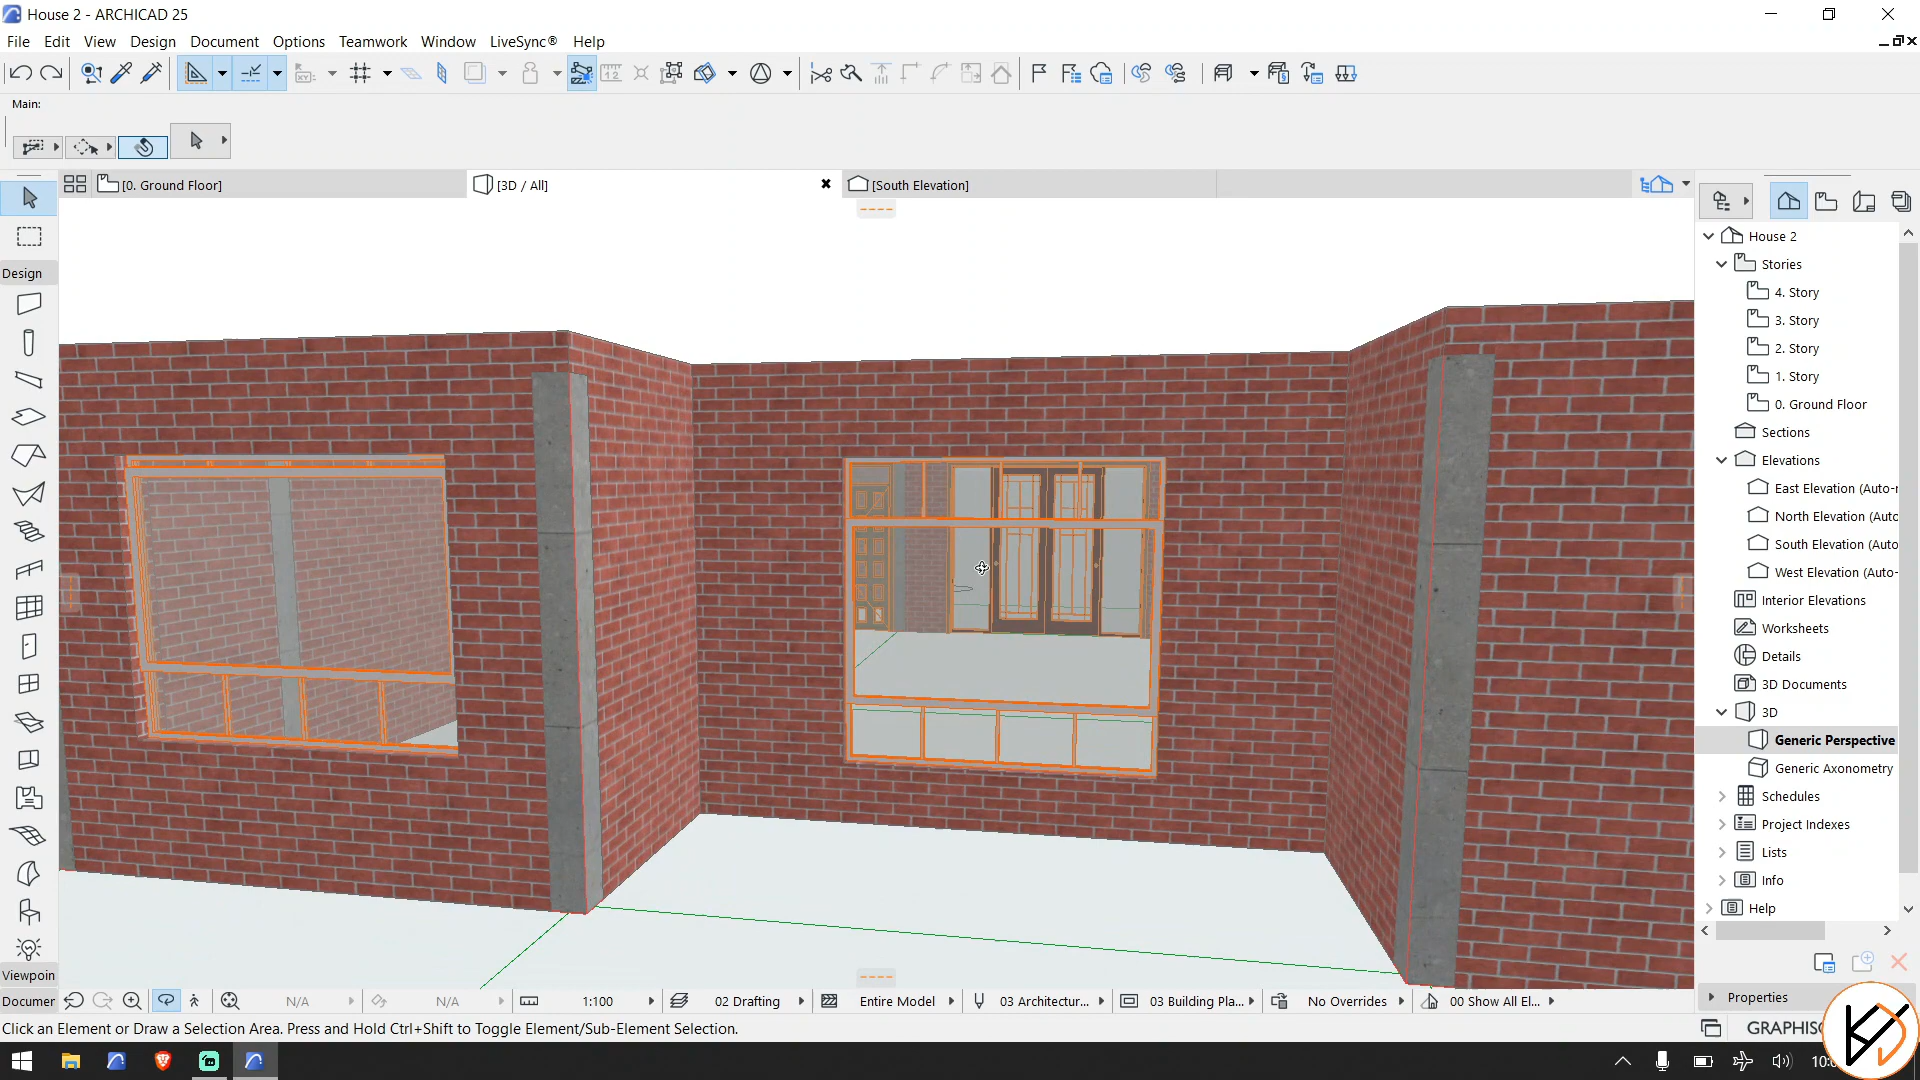 House 2 - ARCHICAD 25
File Edit View Design Document Options Teamwork Window LiveSync® Help
Main:
[0. Ground Floor] [3D / All] [South Elevation]
Design
House 2
Stories
4. Story
3. Story
2. Story
1. Story
0. Ground Floor
Sections
Elevations
East Elevation (Auto-r
North Elevation (Auto
South Elevation (Auto
West Elevation (Auto-
Interior Elevations
Worksheets
Details
3D Documents
3D
Generic Perspective
Generic Axonometry
Schedules
Project Indexes
Lists
Info
Help
Viewpoin
Properties
Documer N/A N/A 1:100 02 Drafting Entire Model 03 Architectur... 03 Building Pla... No Overrides 00 Show All El...
Click an Element or Draw a Selection Area. Press and Hold Ctrl+Shift to Toggle Element/Sub-Element Selection.
GRAPHIS